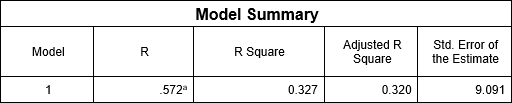 Model Summary
Model R R Square Adjusted R Square Std. Error of the Estimate
1 .572ᵃ 0.327 0.320 9.091